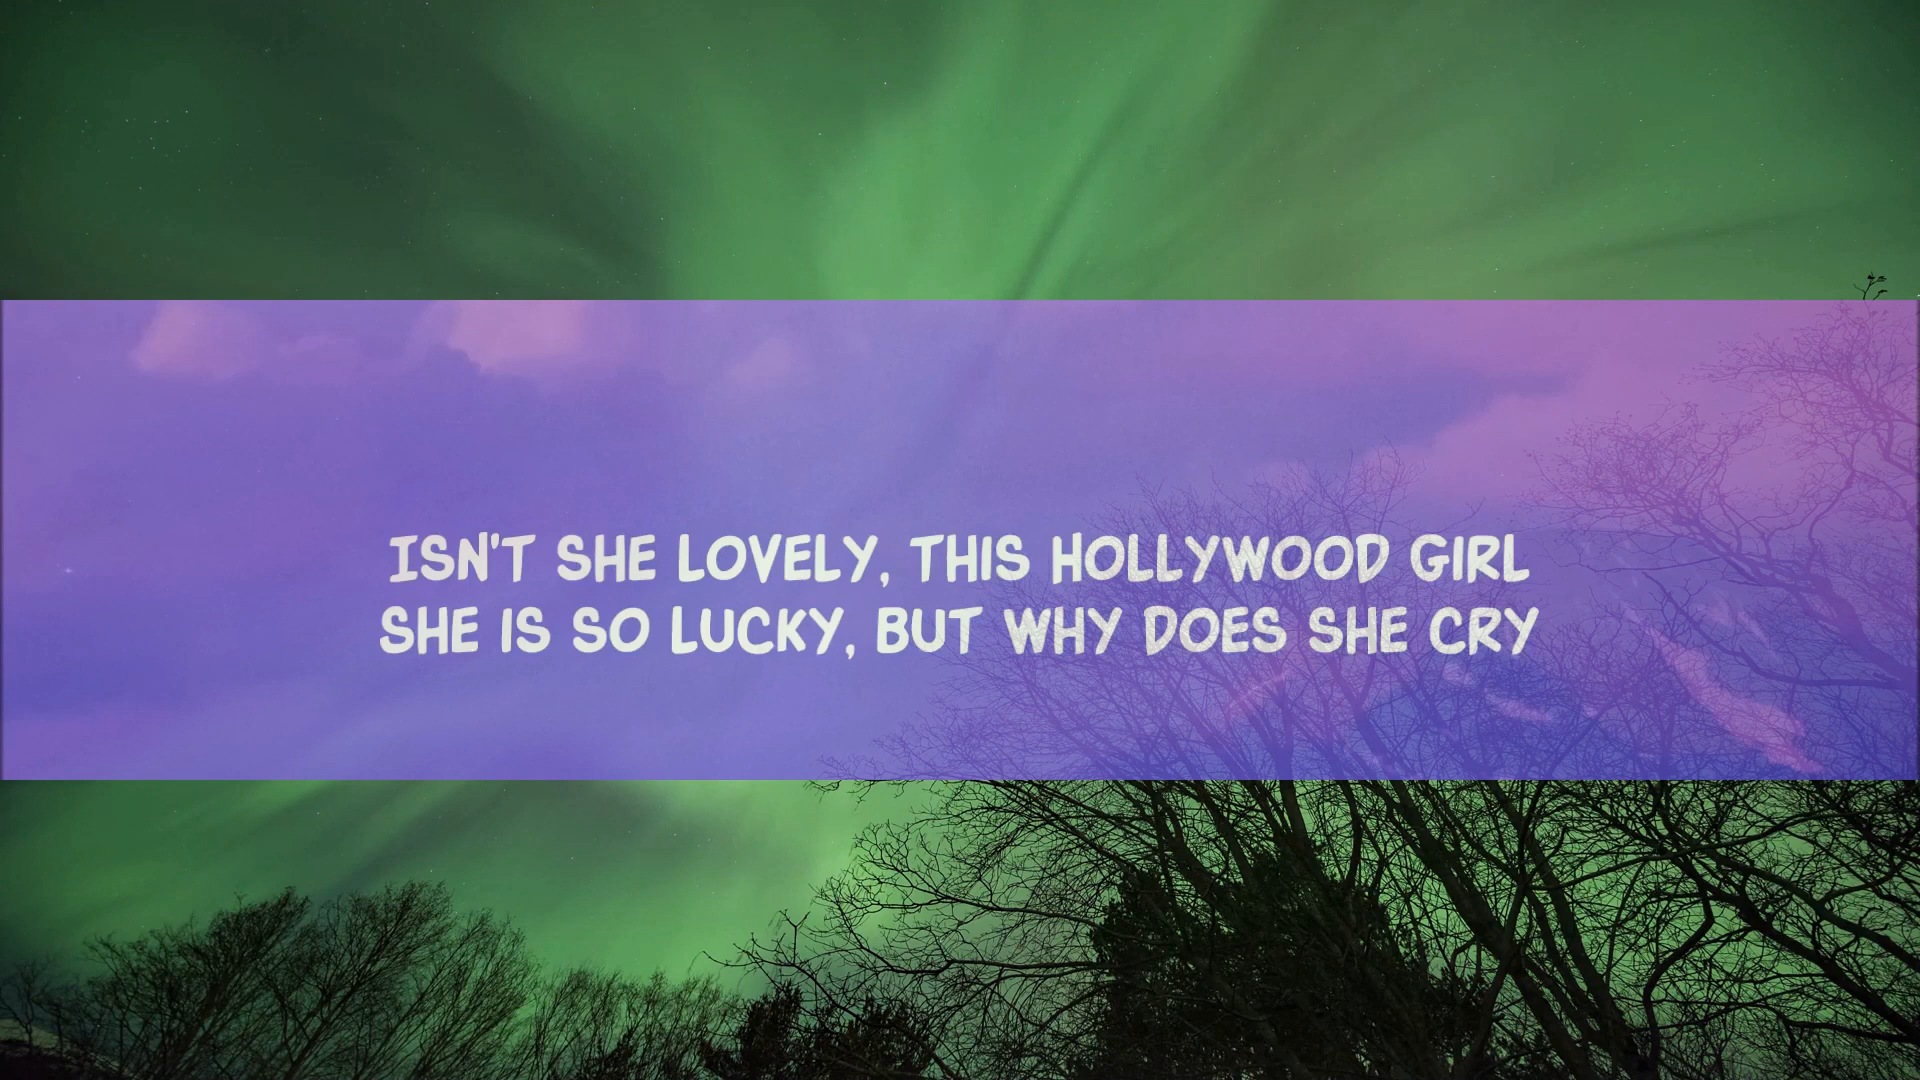 ISN'T SHE LOVELY, THIS HOLLYWOOD GIRL
SHE IS SO LUCKY, BUT WHY DOES SHE CRY